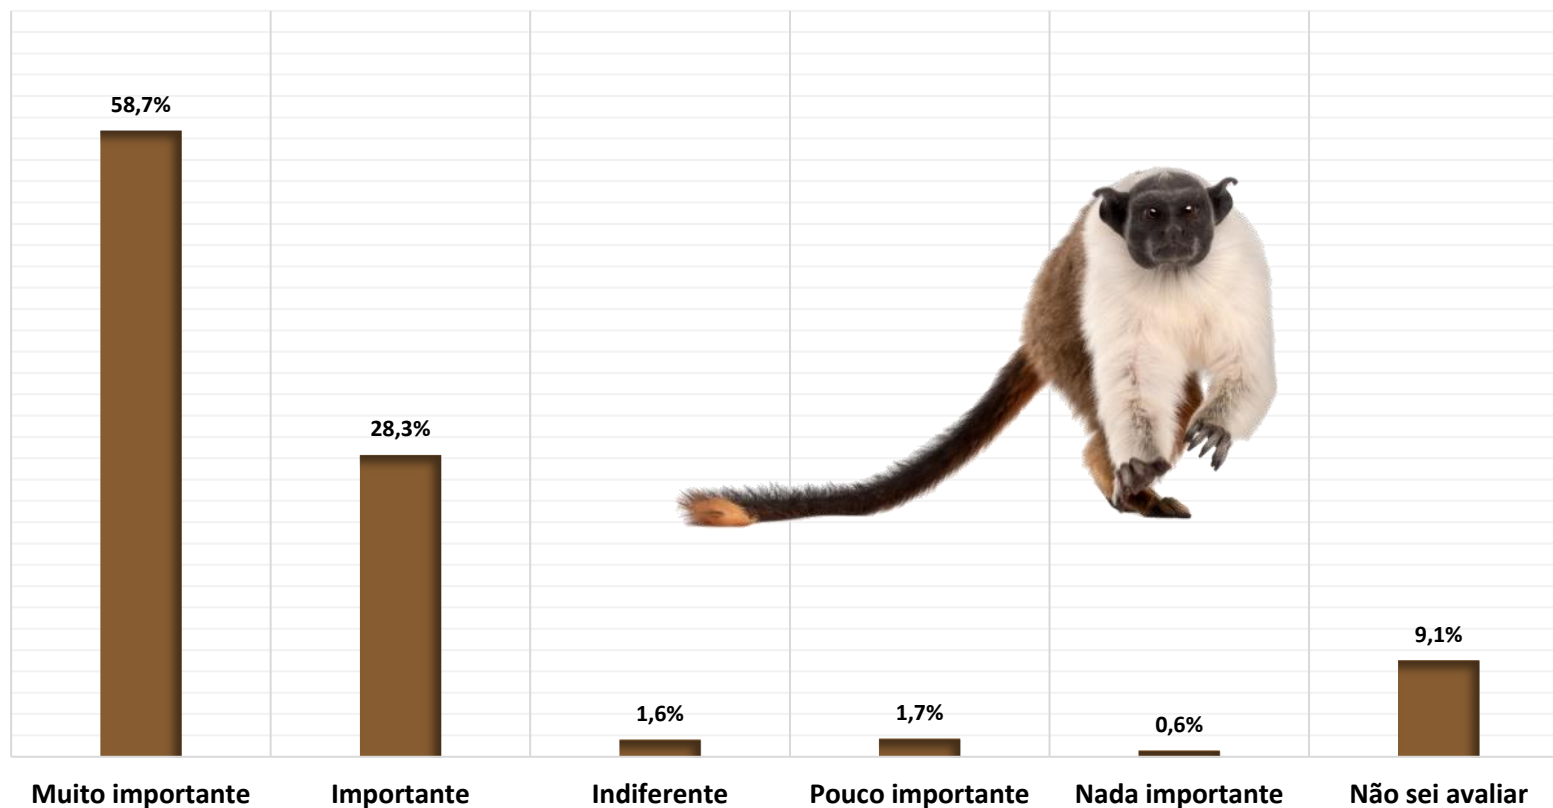 58,7%
28,3%
1,6%
1,7%
0,6%
9,1%
Muito importante
Importante
Indiferente
Pouco importante
Nada importante
Não sei avaliar